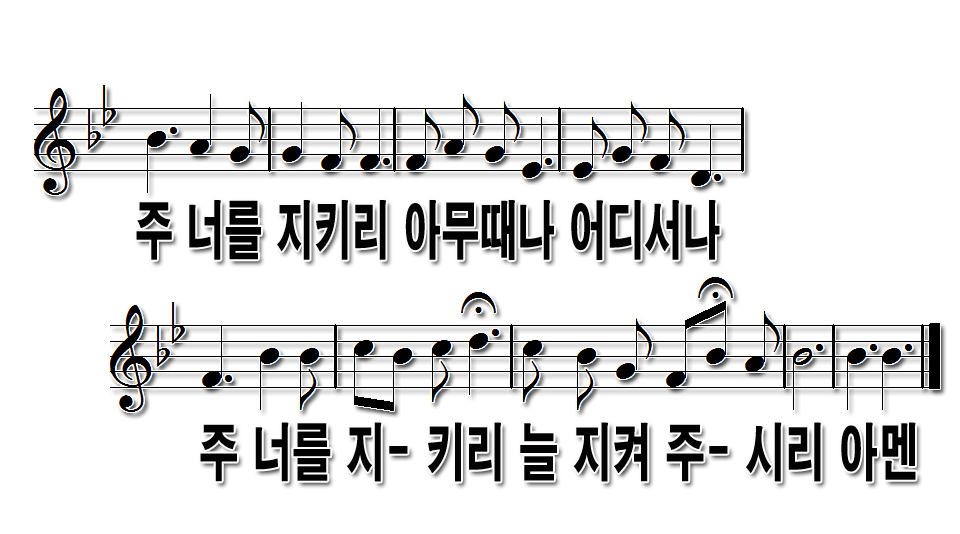 주 너를 지키리 아무때나 어디서나
주 너를 지- 키리 늘 지켜 주- 시리 아멘